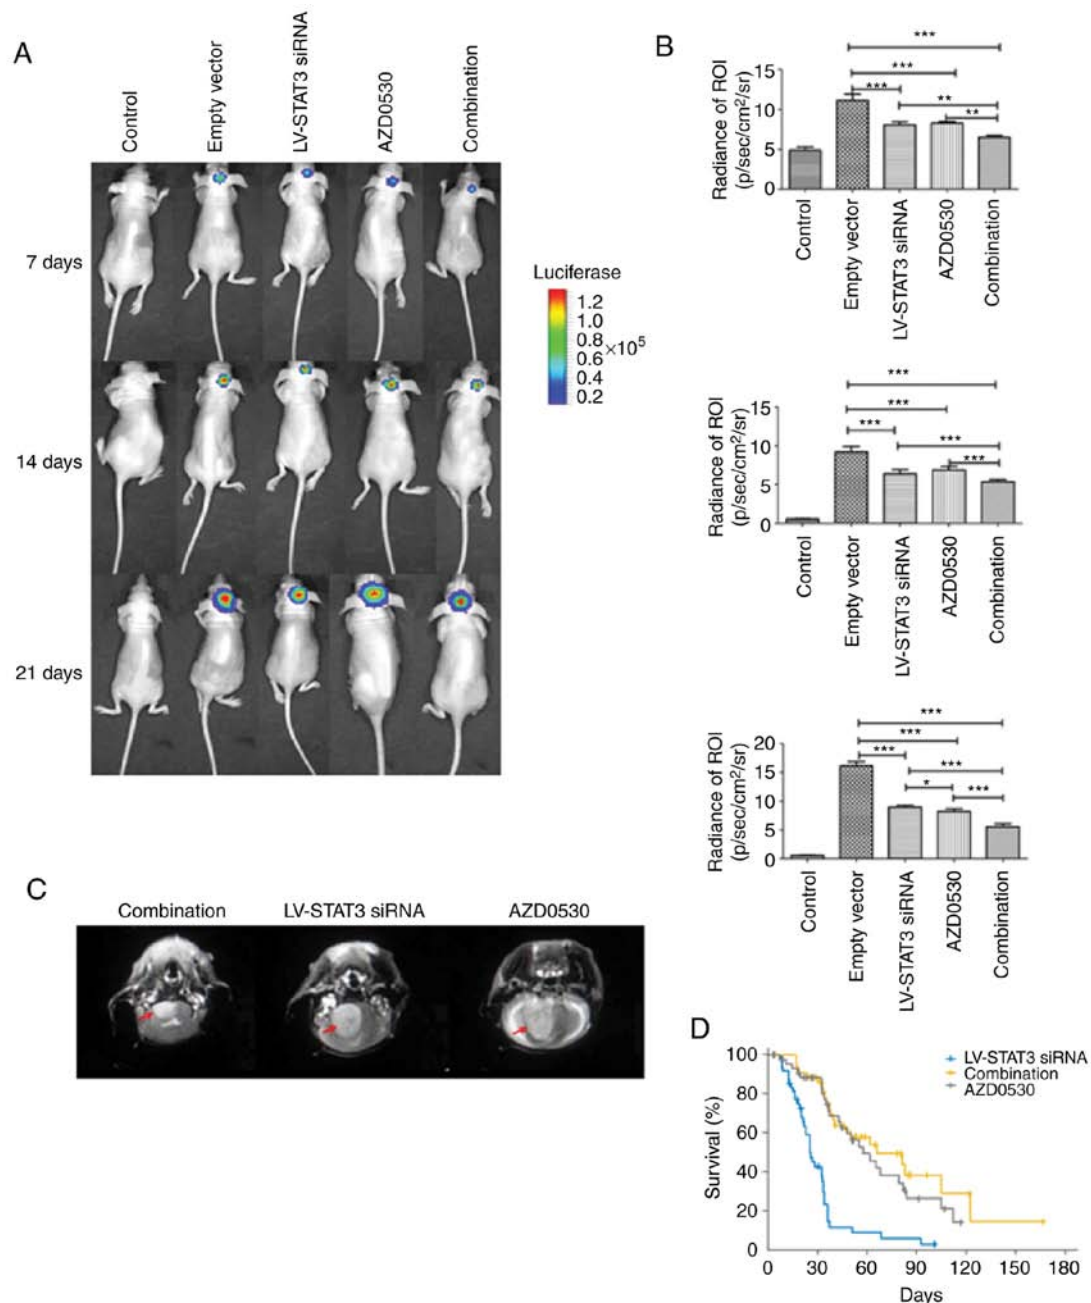 A
Control
Empty vector
LV-STAT3 siRNA
AZD0530
Combination
7 days
14 days
21 days
Luciferase
1.2
1.0
0.8
0.6
0.4
0.2
×10⁵
B
Radiance of ROI
(p/sec/cm²/sr)
15
10
5
0
***
***
***
**
**
Control
Empty vector
LV-STAT3 siRNA
AZD0530
Combination
Radiance of ROI
(p/sec/cm²/sr)
15
10
5
0
***
***
***
***
***
Control
Empty vector
LV-STAT3 siRNA
AZD0530
Combination
Radiance of ROI
(p/sec/cm²/sr)
20
15
10
5
0
***
***
***
***
*
***
Control
Empty vector
LV-STAT3 siRNA
AZD0530
Combination
C
Combination
LV-STAT3 siRNA
AZD0530
D
Survival (%)
100
80
60
40
20
0
LV-STAT3 siRNA
Combination
AZD0530
0 30 60 90 120 150 180
Days